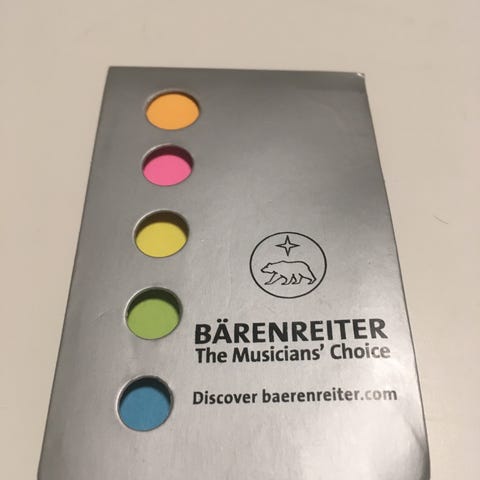 BÄRENREITER
The Musicians' Choice
Discover baerenreiter.com